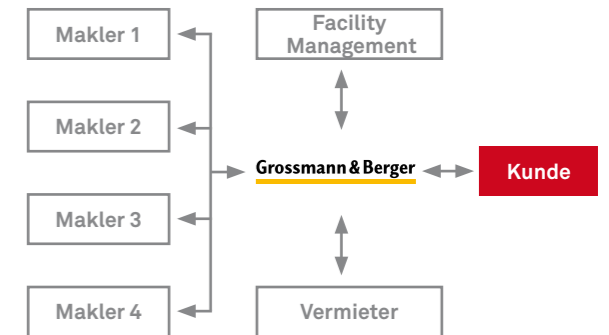 Makler 1
Facility
Management
Makler 2
Grossmann & Berger
Kunde
Makler 3
Makler 4
Vermieter